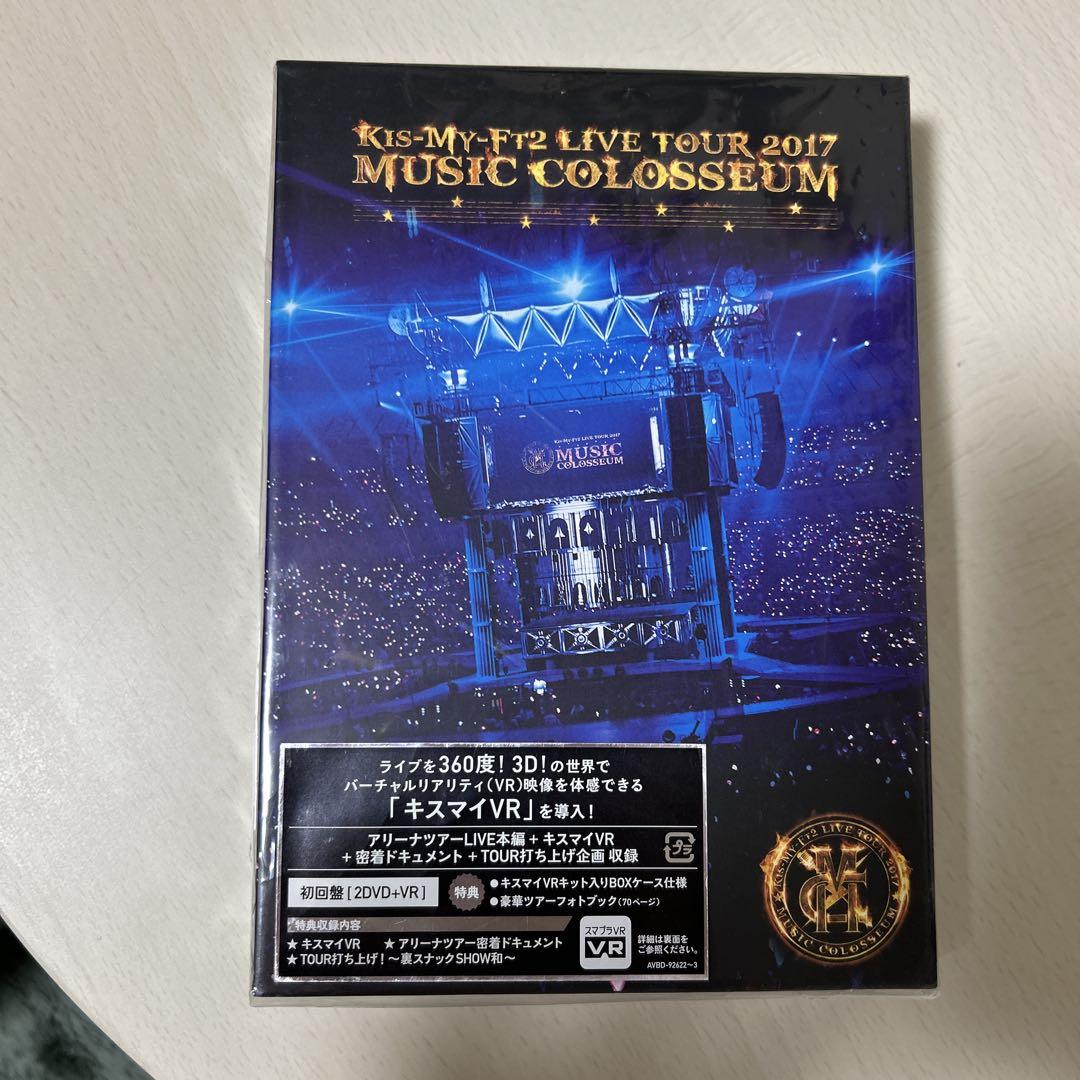 KIS-MY-FT2 LIVE TOUR 2017
MUSIC COLOSSEUM
KIS-MY-FT2 LIVE TOUR 2017
MUSIC
COLOSSEUM
ライブを360度!3D!の世界で
バーチャルリアリティ(VR)映像を体感できる
「キスマイVR」を導入!
アリーナツアーLIVE本編+キスマイVR
+密着ドキュメント+TOUR打ち上げ企画 収録
プラ
初回盤[2DVD+VR]
特典
●キスマイVRキット入りBOXケース仕様
●豪華ツアーフォトブック(70ページ)
特典収録内容
★キスマイVR ★アリーナツアー密着ドキュメント
★TOUR打ち上げ!〜裏スナックSHOW和〜
スマプラVR
VR
詳細は裏面を
ご参照ください。
AVBD-92622〜3
KIS-MY-FT2 LIVE TOUR 2017
MUSIC COLOSSEUM